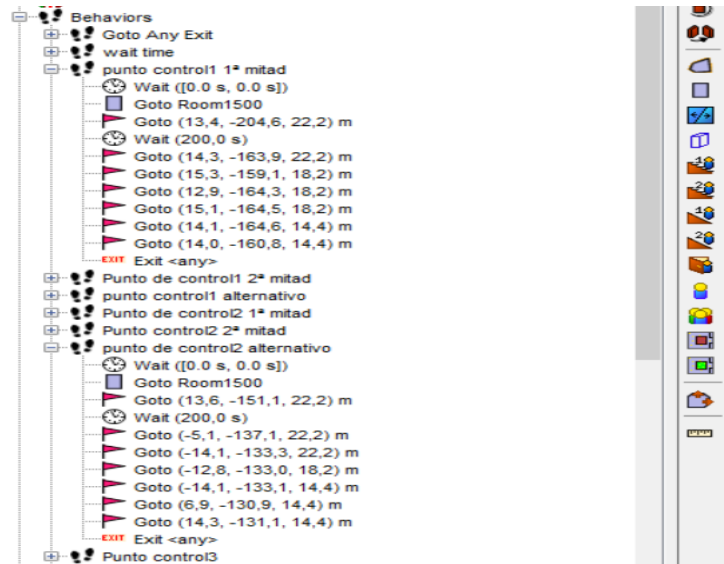 Behaviors
Goto Any Exit
wait time
punto control1 1ª mitad
Wait ([0.0 s, 0.0 s])
Goto Room1500
Goto (13,4, -204,6, 22,2) m
Wait (200,0 s)
Goto (14,3, -163,9, 22,2) m
Goto (15,3, -159,1, 18,2) m
Goto (12,9, -164,3, 18,2) m
Goto (15,1, -164,5, 18,2) m
Goto (14,1, -164,6, 14,4) m
Goto (14,0, -160,8, 14,4) m
EXIT Exit <any>
Punto de control1 2ª mitad
punto control1 alternativo
Punto de control2 1ª mitad
Punto control2 2ª mitad
punto de control2 alternativo
Wait ([0.0 s, 0.0 s])
Goto Room1500
Goto (13,6, -151,1, 22,2) m
Wait (200,0 s)
Goto (-5,1, -137,1, 22,2) m
Goto (-14,1, -133,3, 22,2) m
Goto (-12,8, -133,0, 18,2) m
Goto (-14,1, -133,1, 14,4) m
Goto (6,9, -130,9, 14,4) m
Goto (14,3, -131,1, 14,4) m
EXIT Exit <any>
Punto control3